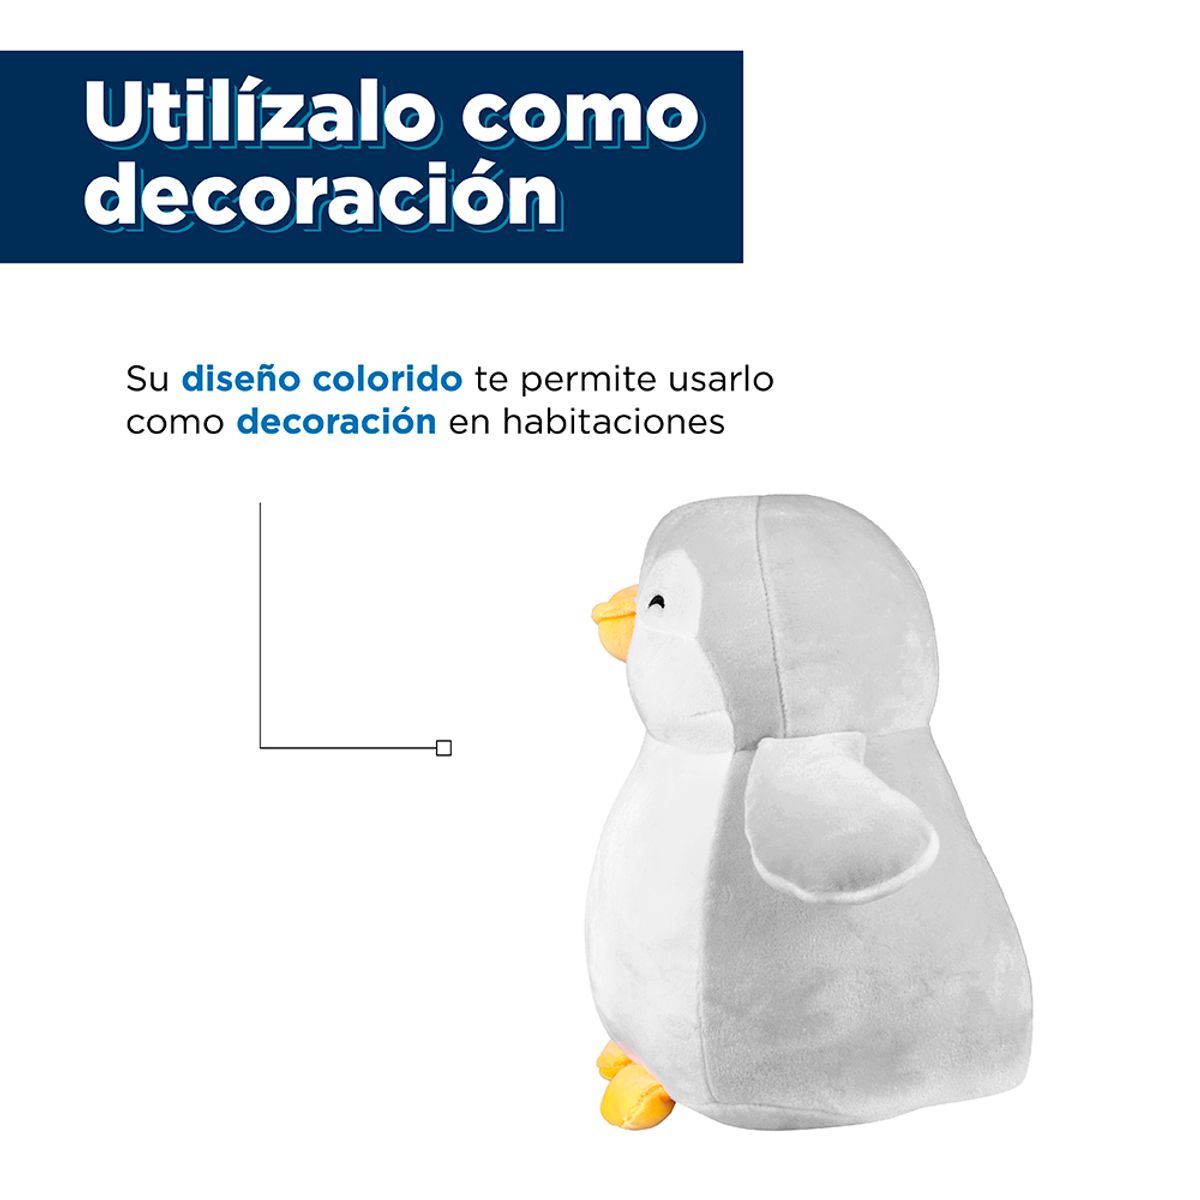 Utilízalo como
decoración
Su diseño colorido te permite usarlo
como decoración en habitaciones